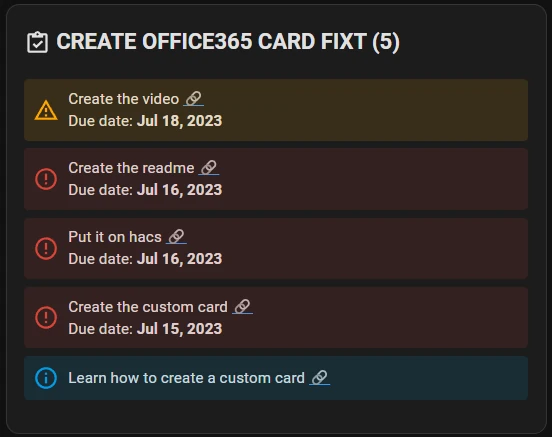 CREATE OFFICE365 CARD FIXT (5)
Create the video
Due date: Jul 18, 2023
Create the readme
Due date: Jul 16, 2023
Put it on hacs
Due date: Jul 16, 2023
Create the custom card
Due date: Jul 15, 2023
Learn how to create a custom card